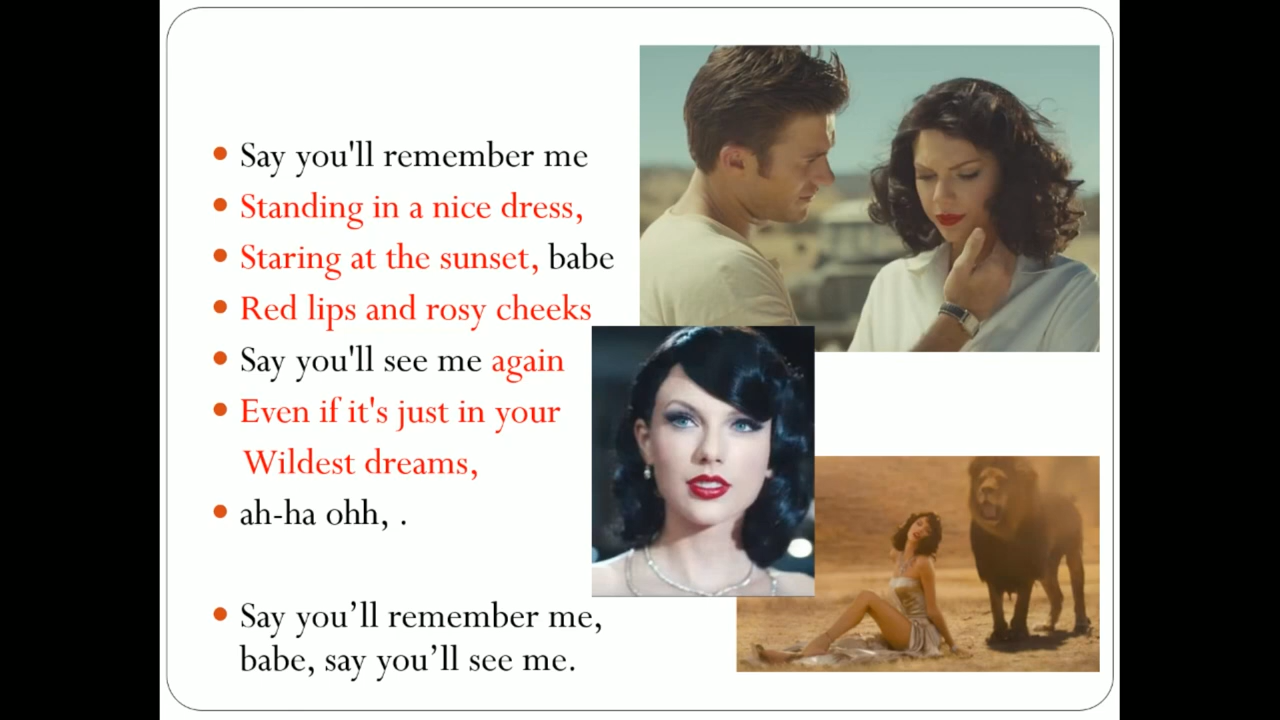 Say you'll remember me
Standing in a nice dress,
Staring at the sunset, babe
Red lips and rosy cheeks
Say you'll see me again
Even if it's just in your
Wildest dreams,
ah-ha ohh, .
Say you’ll remember me,
babe, say you’ll see me.